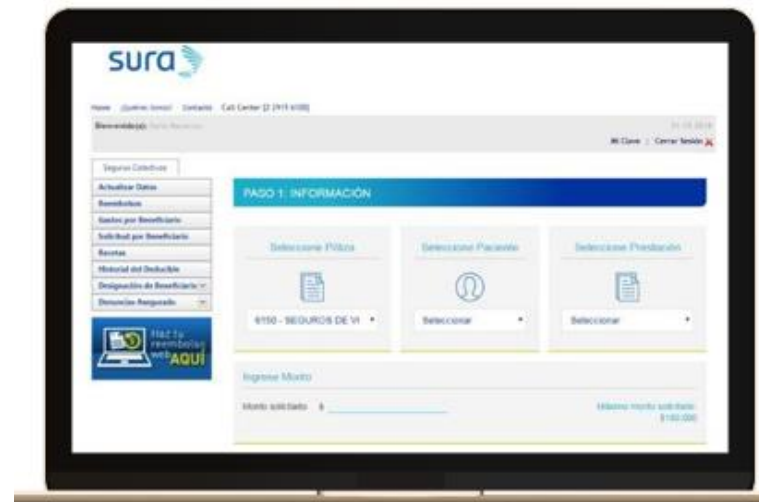 sura
Home ¿Quiénes Somos? Contacto Call Center
Bienvenido(a):
Mi Clave | Cerrar Sesión
Seguros Colectivos
Actualizar Datos
Reembolsos
Gastos por Beneficiario
Solicitud por Beneficiario
Recetas
Historial del Deducible
Designación de Beneficiario
Denuncias Asegurado
Haz tu
reembolso
web AQUÍ
PASO 1: INFORMACIÓN
Seleccione Póliza
Seleccione Paciente
Seleccione Prestación
6150 - SEGUROS DE VI
Seleccionar
Seleccionar
Ingrese Monto
Monto solicitado $
Máximo monto solicitado
$100.000